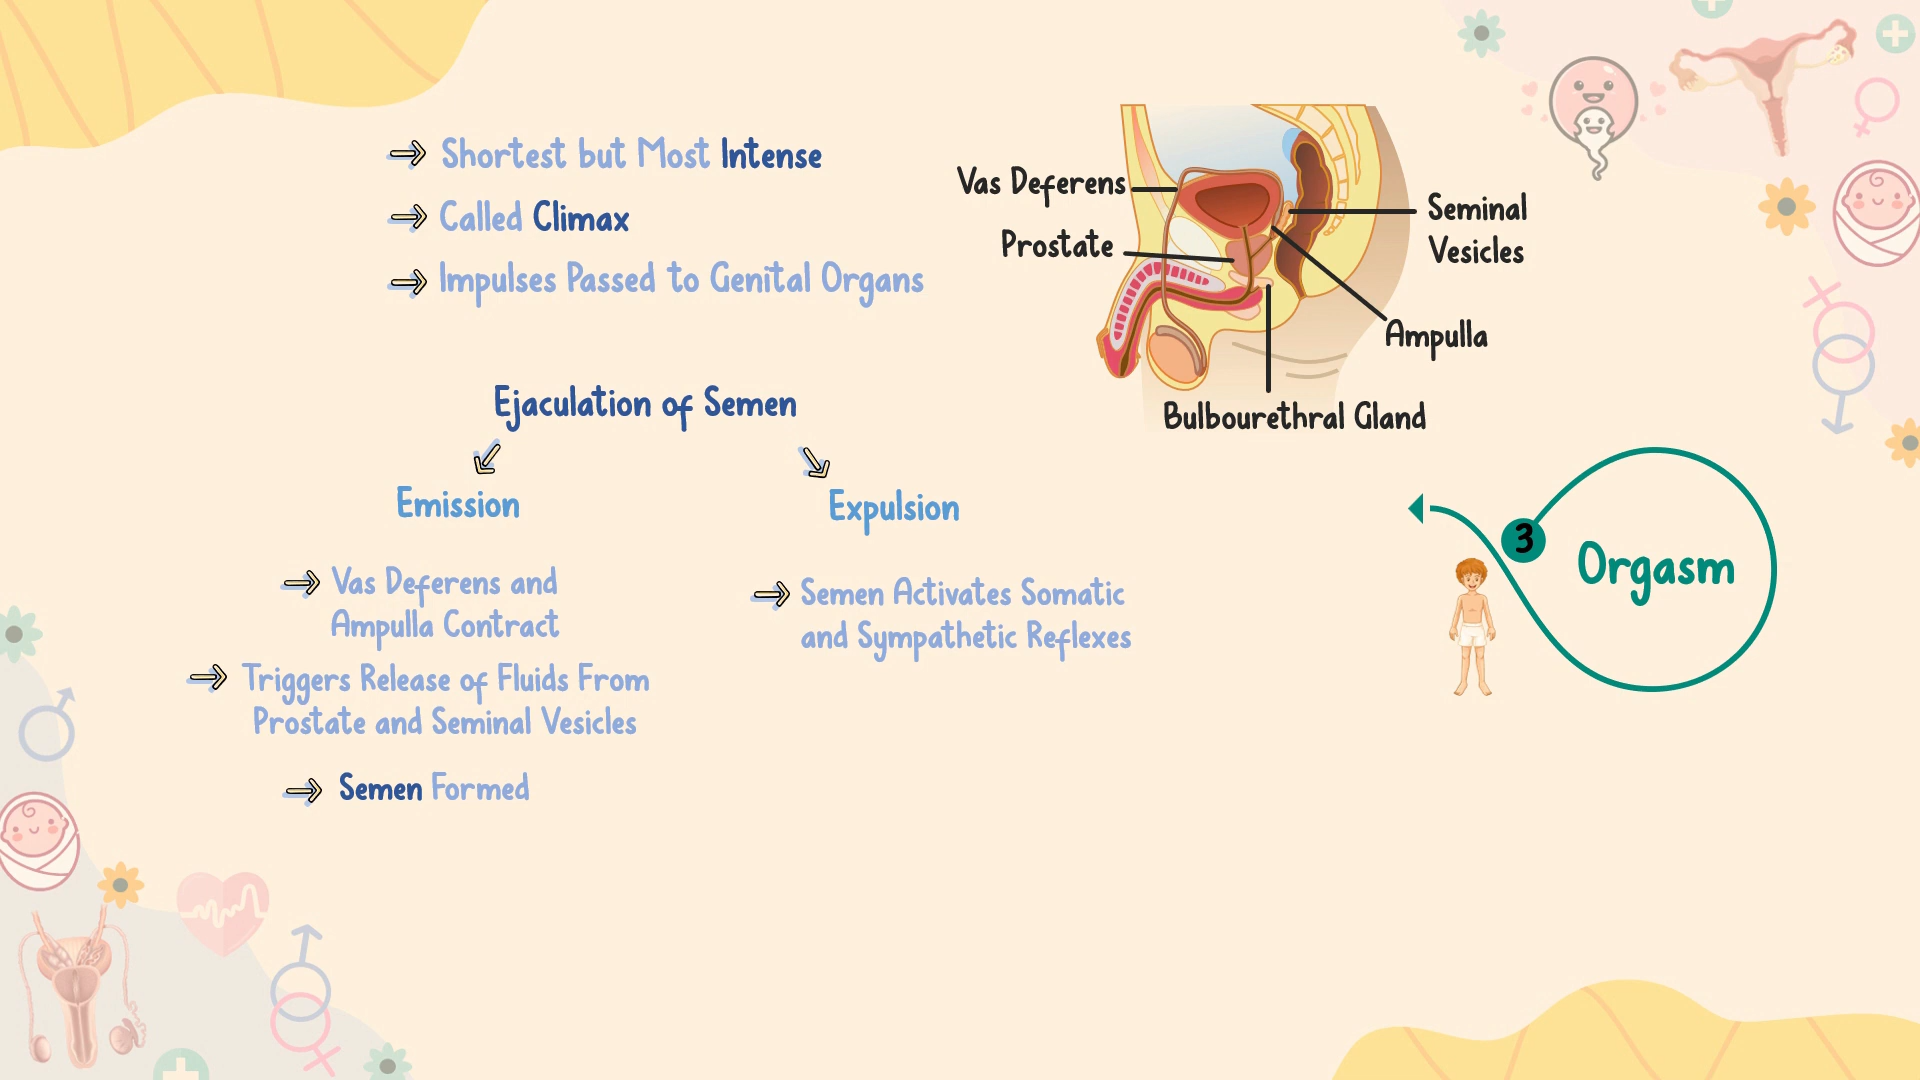 Shortest but Most Intense
Called Climax
Impulses Passed to Genital Organs
Vas Deferens
Prostate
Seminal
Vesicles
Ampulla
Bulbourethral Gland
Ejaculation of Semen
Emission
Expulsion
Vas Deferens and
Ampulla Contract
Triggers Release of Fluids From
Prostate and Seminal Vesicles
Semen Formed
Semen Activates Somatic
and Sympathetic Reflexes
3
Orgasm